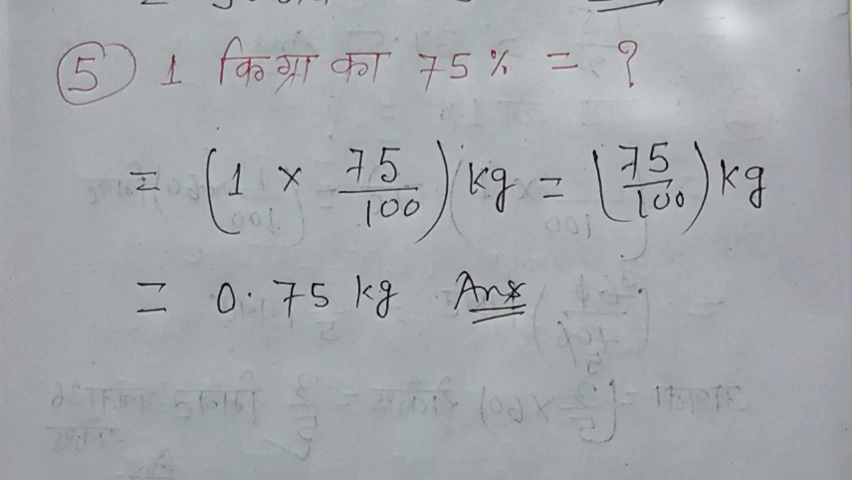 ⑤ 1 किग्रा का 75% = ?
= (1 × 75/100) kg = (75/100) kg
= 0.75 kg Ans